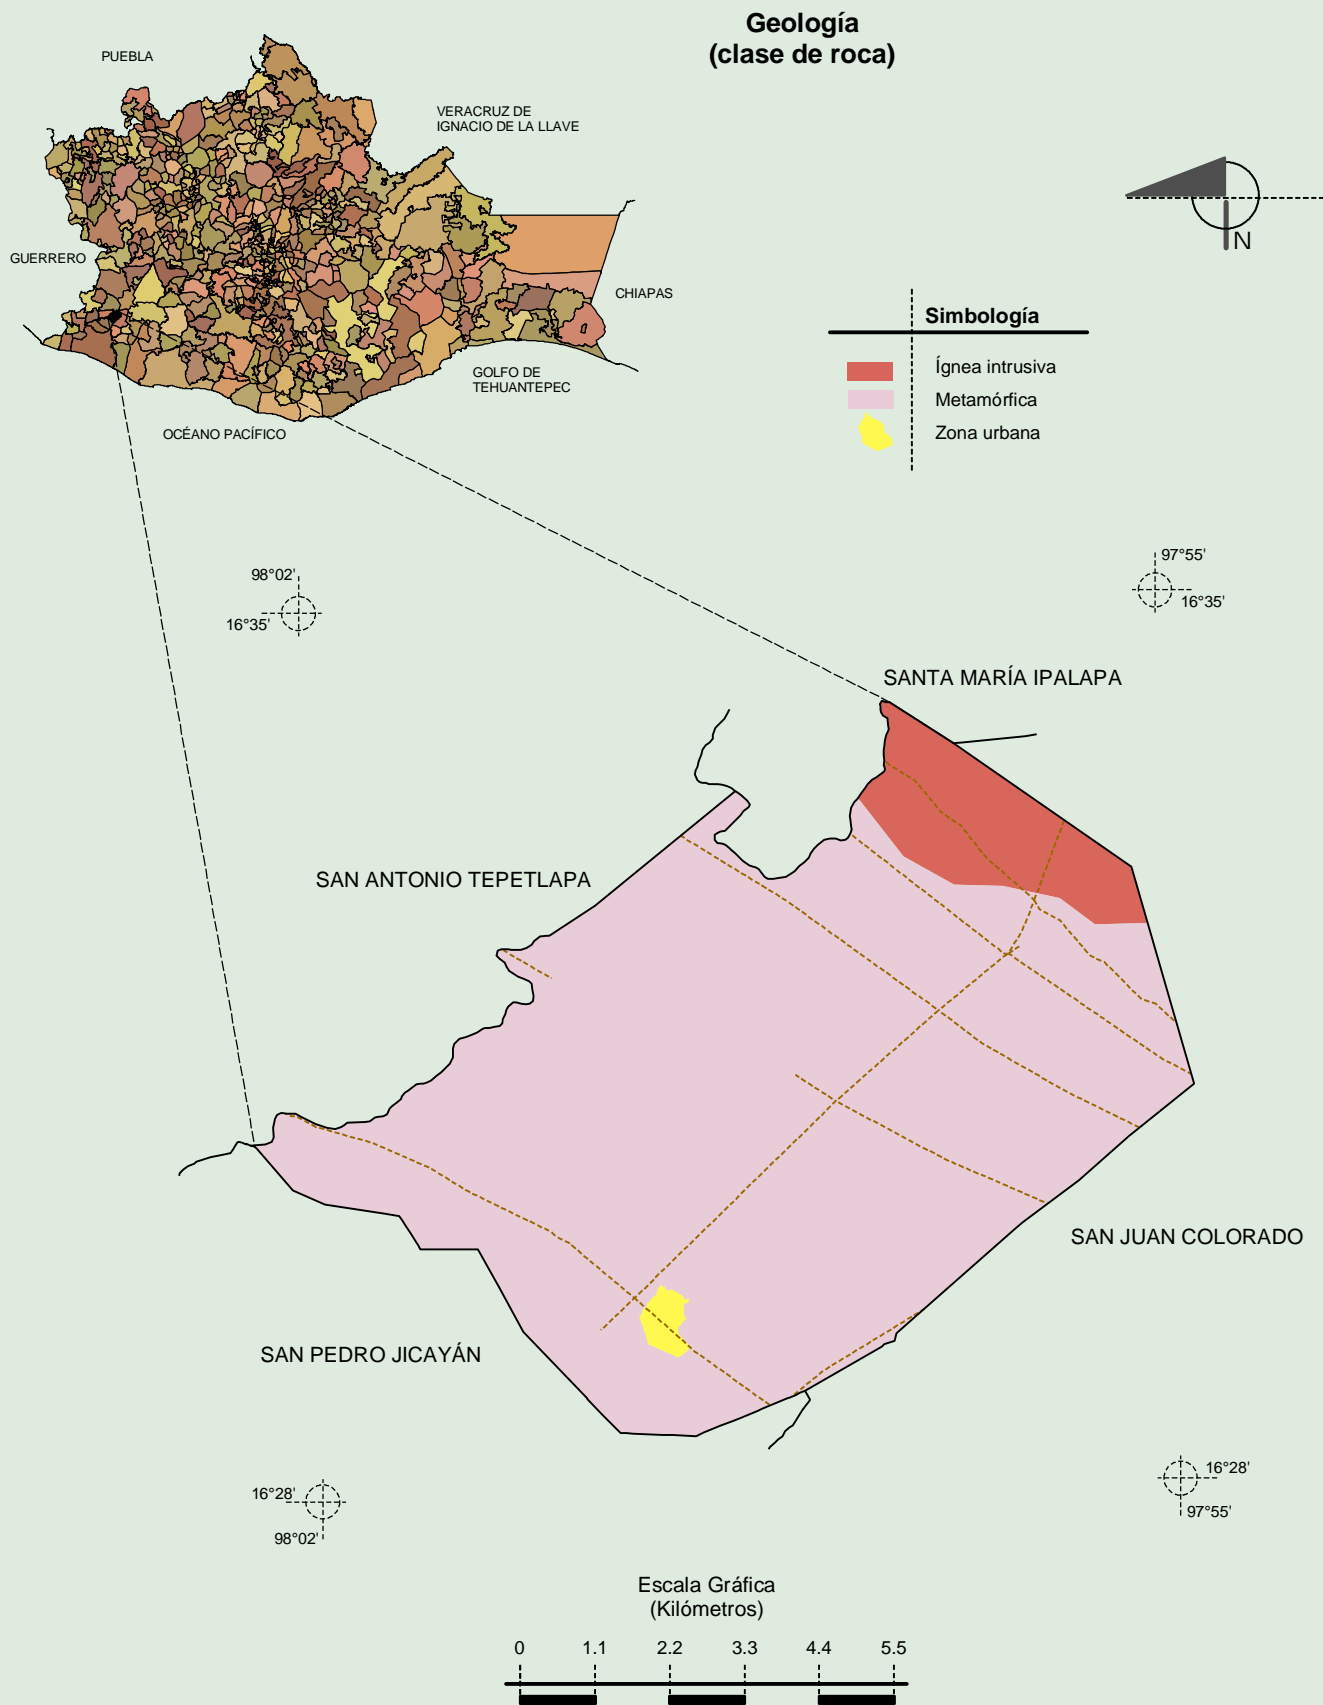 Geología
(clase de roca)
PUEBLA
VERACRUZ DE
IGNACIO DE LA LLAVE
GUERRERO
CHIAPAS
GOLFO DE
TEHUANTEPEC
OCÉANO PACÍFICO
N
Simbología
Ígnea intrusiva
Metamórfica
Zona urbana
98°02'
16°35'
97°55'
16°35'
SANTA MARÍA IPALAPA
SAN ANTONIO TEPETLAPA
SAN JUAN COLORADO
SAN PEDRO JICAYÁN
16°28'
98°02'
16°28'
97°55'
Escala Gráfica
(Kilómetros)
0 1.1 2.2 3.3 4.4 5.5